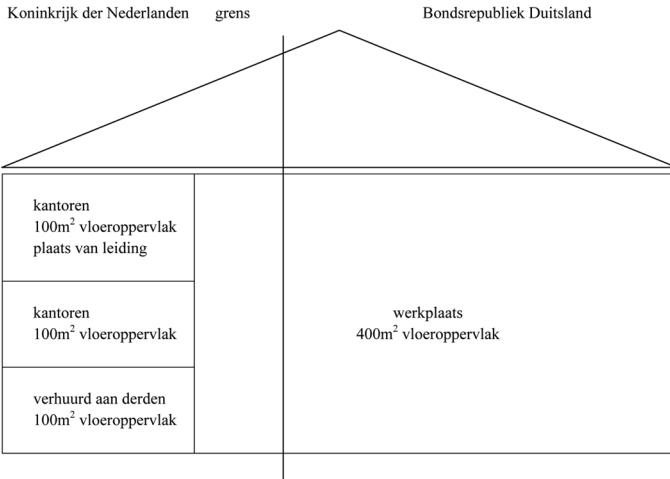 Koninkrijk der Nederlanden grens Bondsrepubliek Duitsland
kantoren
100m² vloeroppervlak
plaats van leiding
kantoren
100m² vloeroppervlak
werkplaats
400m² vloeroppervlak
verhuurd aan derden
100m² vloeroppervlak